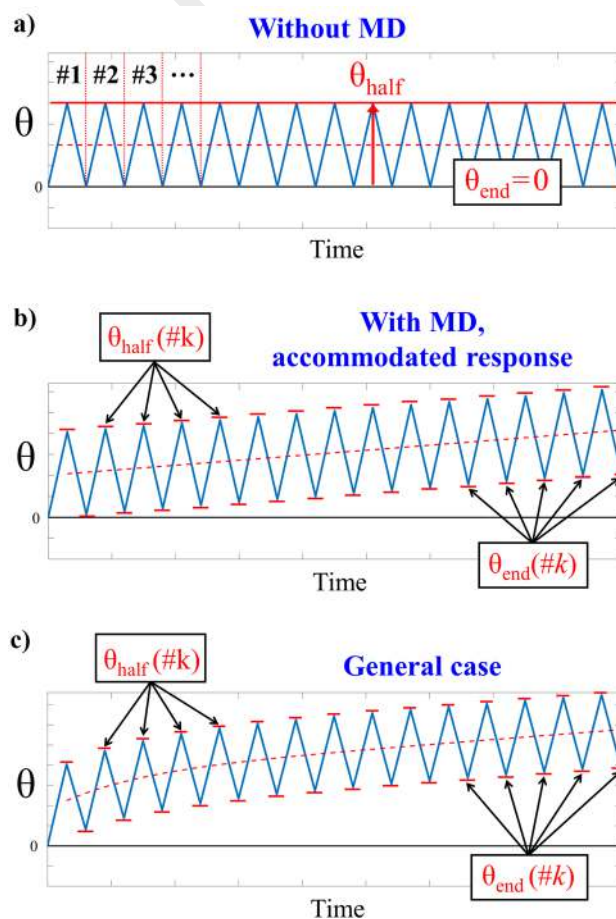 a)
Without MD
#1 #2 #3 ...
θhalf
θ
θend=0
0
Time
b)
θhalf(#k)
With MD,
accommodated response
θ
0
θend(#k)
Time
c)
θhalf(#k)
General case
θ
0
θend(#k)
Time